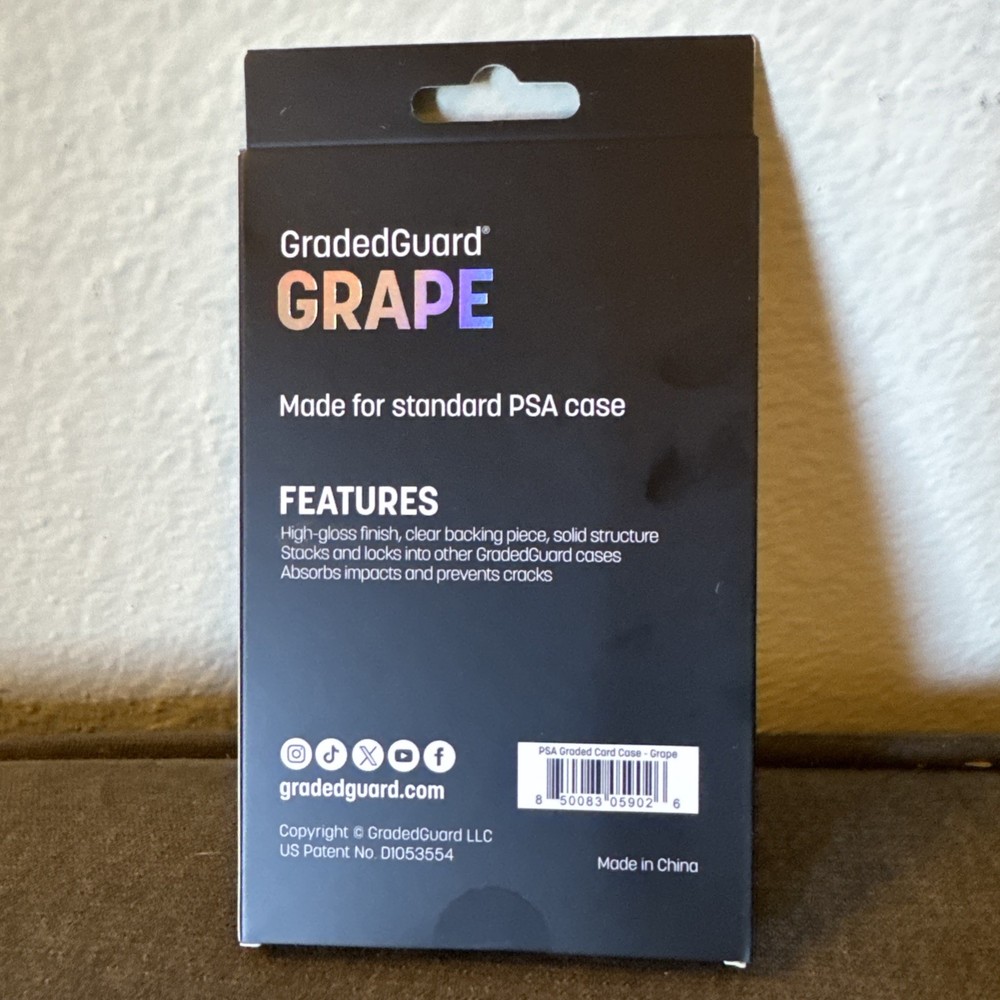 GradedGuard®
GRAPE
Made for standard PSA case
FEATURES
High-gloss finish, clear backing piece, solid structure
Stacks and locks into other GradedGuard cases
Absorbs impacts and prevents cracks
gradedguard.com
PSA Graded Card Case - Grape
8 50083 05902 6
Copyright © GradedGuard LLC
US Patent No. D1053554
Made in China